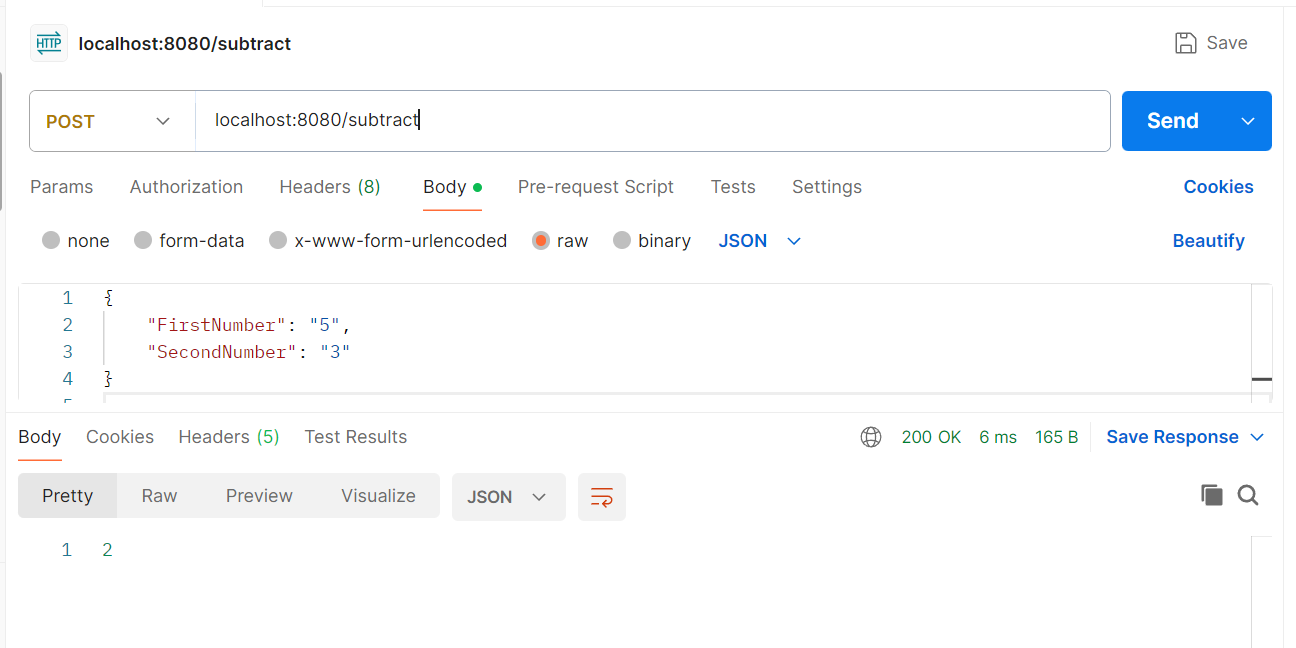 HTTP localhost:8080/subtract Save
POST localhost:8080/subtract Send
Params Authorization Headers (8) Body Pre-request Script Tests Settings Cookies
none form-data x-www-form-urlencoded raw binary JSON Beautify
1 {
2 "FirstNumber": "5",
3 "SecondNumber": "3"
4 }
Body Cookies Headers (5) Test Results 200 OK 6 ms 165 B Save Response
Pretty Raw Preview Visualize JSON
1 2